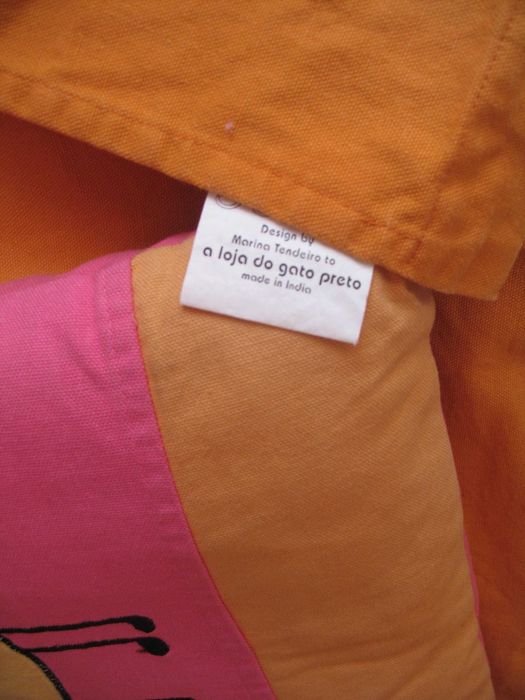 Design by
Marina Tendeiro to
a loja do gato preto
made in India